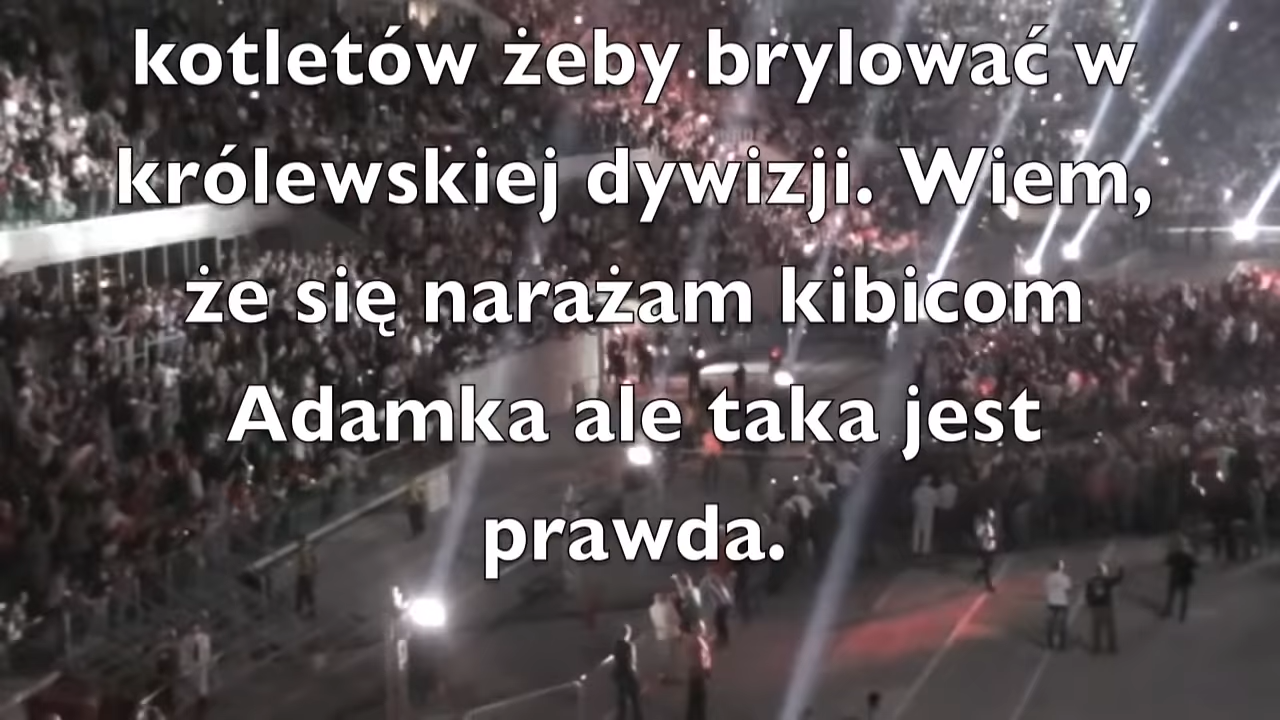 kotletów żeby brylować w
królewskiej dywizji. Wiem,
że się narażam kibicom
Adamka ale taka jest
prawda.